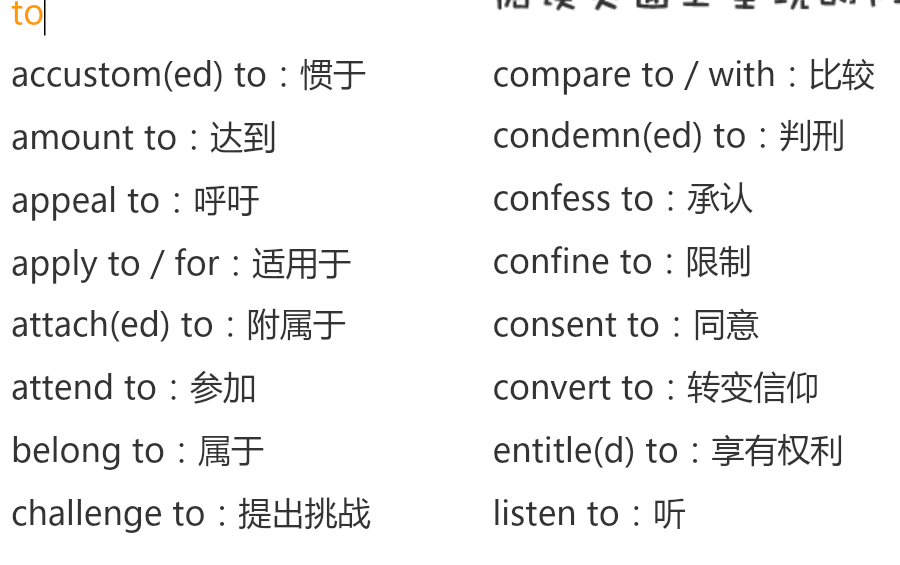 to
accustom(ed) to：惯于
amount to：达到
appeal to：呼吁
apply to / for：适用于
attach(ed) to：附属于
attend to：参加
belong to：属于
challenge to：提出挑战
compare to / with：比较
condemn(ed) to：判刑
confess to：承认
confine to：限制
consent to：同意
convert to：转变信仰
entitle(d) to：享有权利
listen to：听